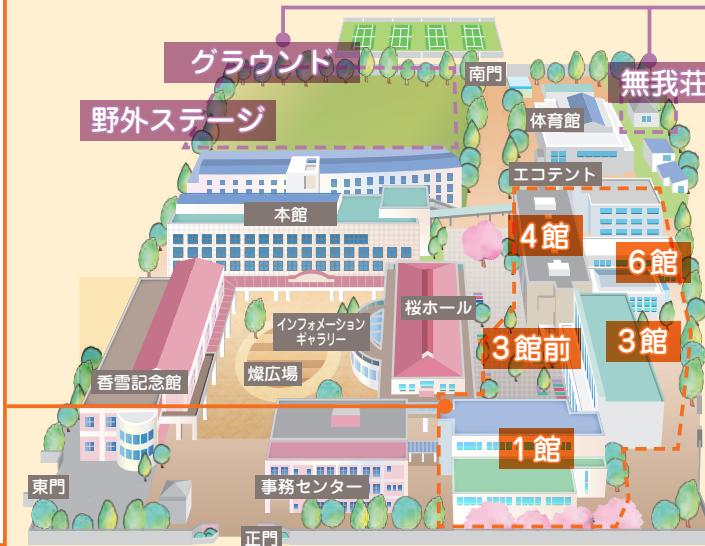 グラウンド
南門
無我荘
野外ステージ
体育館
エコテント
本館
4館
6館
桜ホール
インフォメーション
ギャラリー
3館前
3館
香雪記念館
燦広場
1館
東門
事務センター
正門